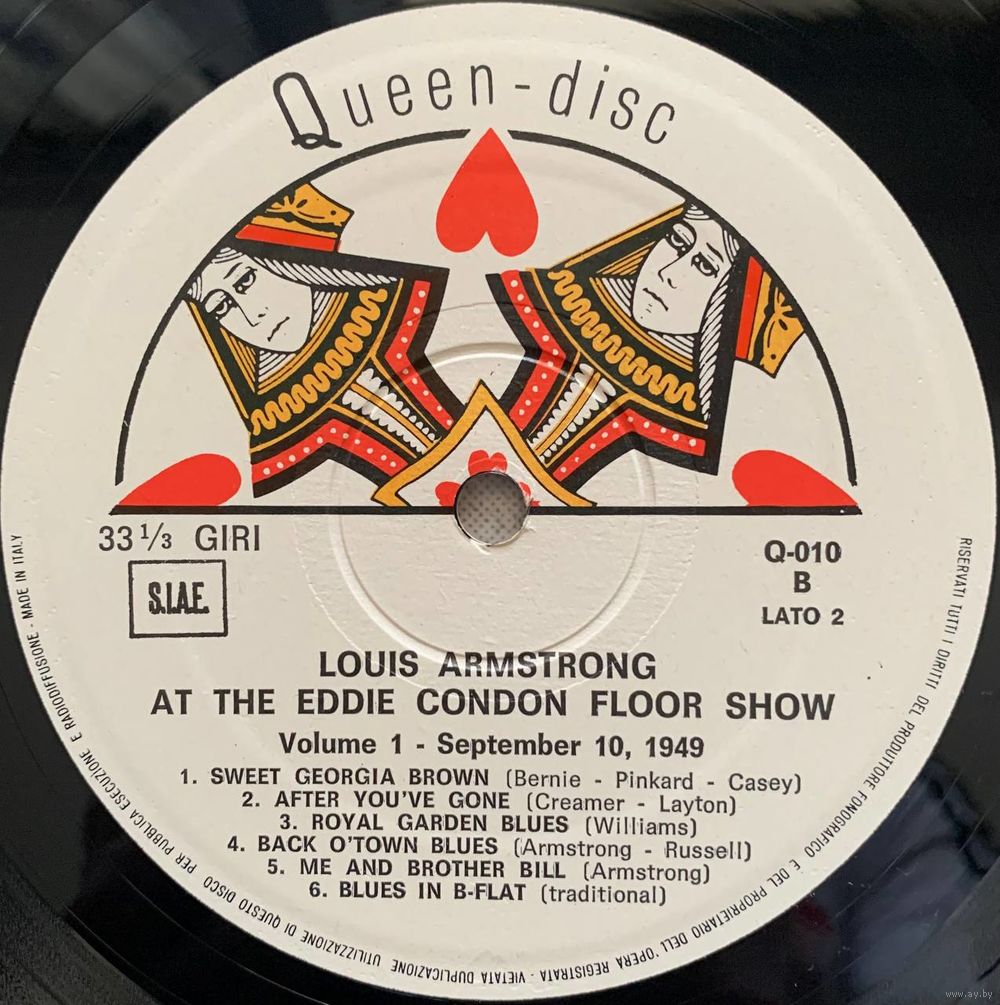 Queen-disc
33 1/3 GIRI
S.I.A.E.
Q-010
B
LATO 2
LOUIS ARMSTRONG
AT THE EDDIE CONDON FLOOR SHOW
Volume 1 - September 10, 1949
1. SWEET GEORGIA BROWN (Bernie - Pinkard - Casey)
2. AFTER YOU'VE GONE (Creamer - Layton)
3. ROYAL GARDEN BLUES (Williams)
4. BACK O'TOWN BLUES (Armstrong - Russell)
5. ME AND BROTHER BILL (Armstrong)
6. BLUES IN B-FLAT (traditional)
RISERVATI TUTTI I DIRITTI DEL PRODUTTORE FONOGRAFICO E DEL PROPRIETARIO DELL'OPERA REGISTRATA - VIETATA DUPLICAZIONE UTILIZZAZIONE DI QUESTO DISCO PER PUBBLICA ESECUZIONE E RADIODIFFUSIONE - MADE IN ITALY
www.ay.by